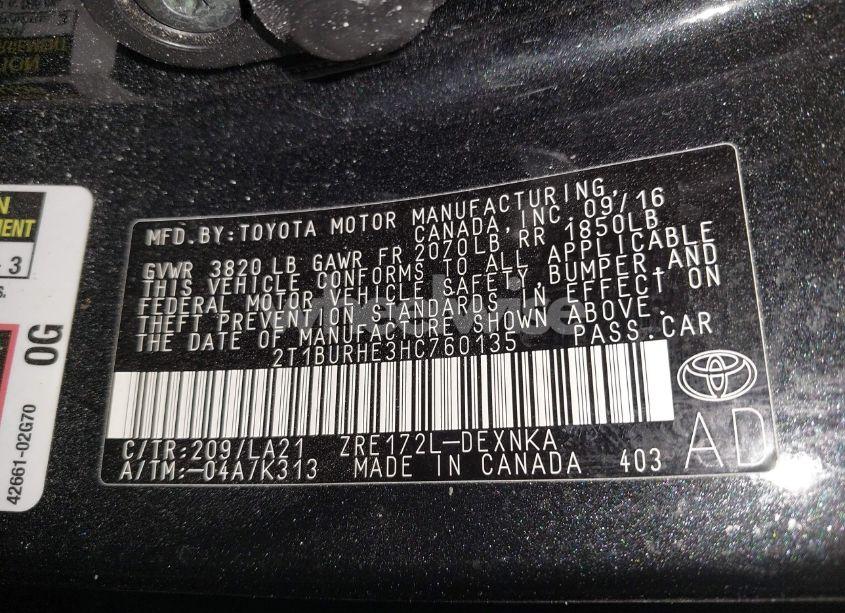 MFD.BY:TOYOTA MOTOR MANUFACTURING,
CANADA, INC. 09/16
GVWR 3820 LB GAWR FR 2070LB RR 1850LB
THIS VEHICLE CONFORMS TO ALL APPLICABLE
FEDERAL MOTOR VEHICLE SAFETY,BUMPER AND
THEFT PREVENTION STANDARDS IN EFFECT ON
THE DATE OF MANUFACTURE SHOWN ABOVE.
2T1BURHE3HC760135 PASS.CAR
C/TR:209/LA21 ZRE172L-DEXNKA
A/TM:-04A/K313 MADE IN CANADA 403
AD
3
0G
42661-02G70